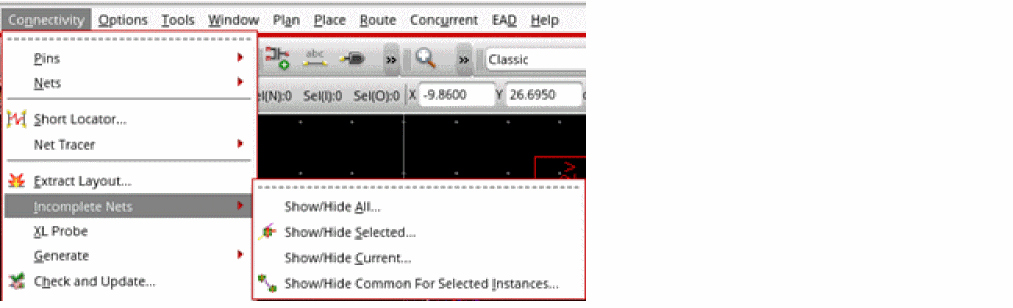 Connectivity Options Tools Window Plan Place Route Concurrent EAD Help
Pins
Nets
abc
Classic
el(N):0 Sel(I):0 Sel(O):0 X -9.8600 Y 26.6950
Short Locator...
Net Tracer
Extract Layout...
Incomplete Nets
XL Probe
Generate
Check and Update...
Show/Hide All...
Show/Hide Selected...
Show/Hide Current...
Show/Hide Common For Selected Instances...